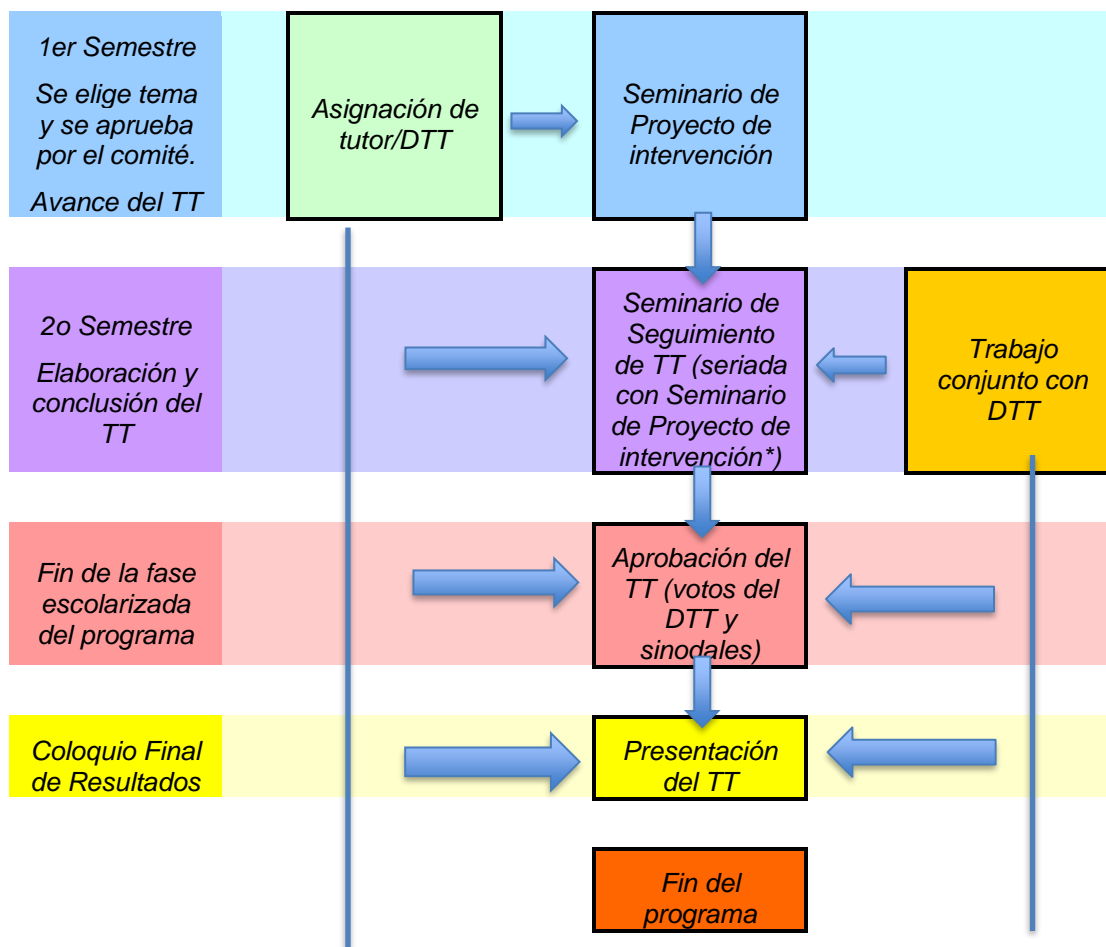 1er Semestre
Se elige tema
y se aprueba
por el comité.
Avance del TT
Asignación de
tutor/DTT
Seminario de
Proyecto de
intervención
2o Semestre
Elaboración y
conclusión del
TT
Seminario de
Seguimiento
de TT (seriada
con Seminario
de Proyecto de
intervención*)
Trabajo
conjunto con
DTT
Fin de la fase
escolarizada
del programa
Aprobación del
TT (votos del
DTT y
sinodales)
Coloquio Final
de Resultados
Presentación
del TT
Fin del
programa